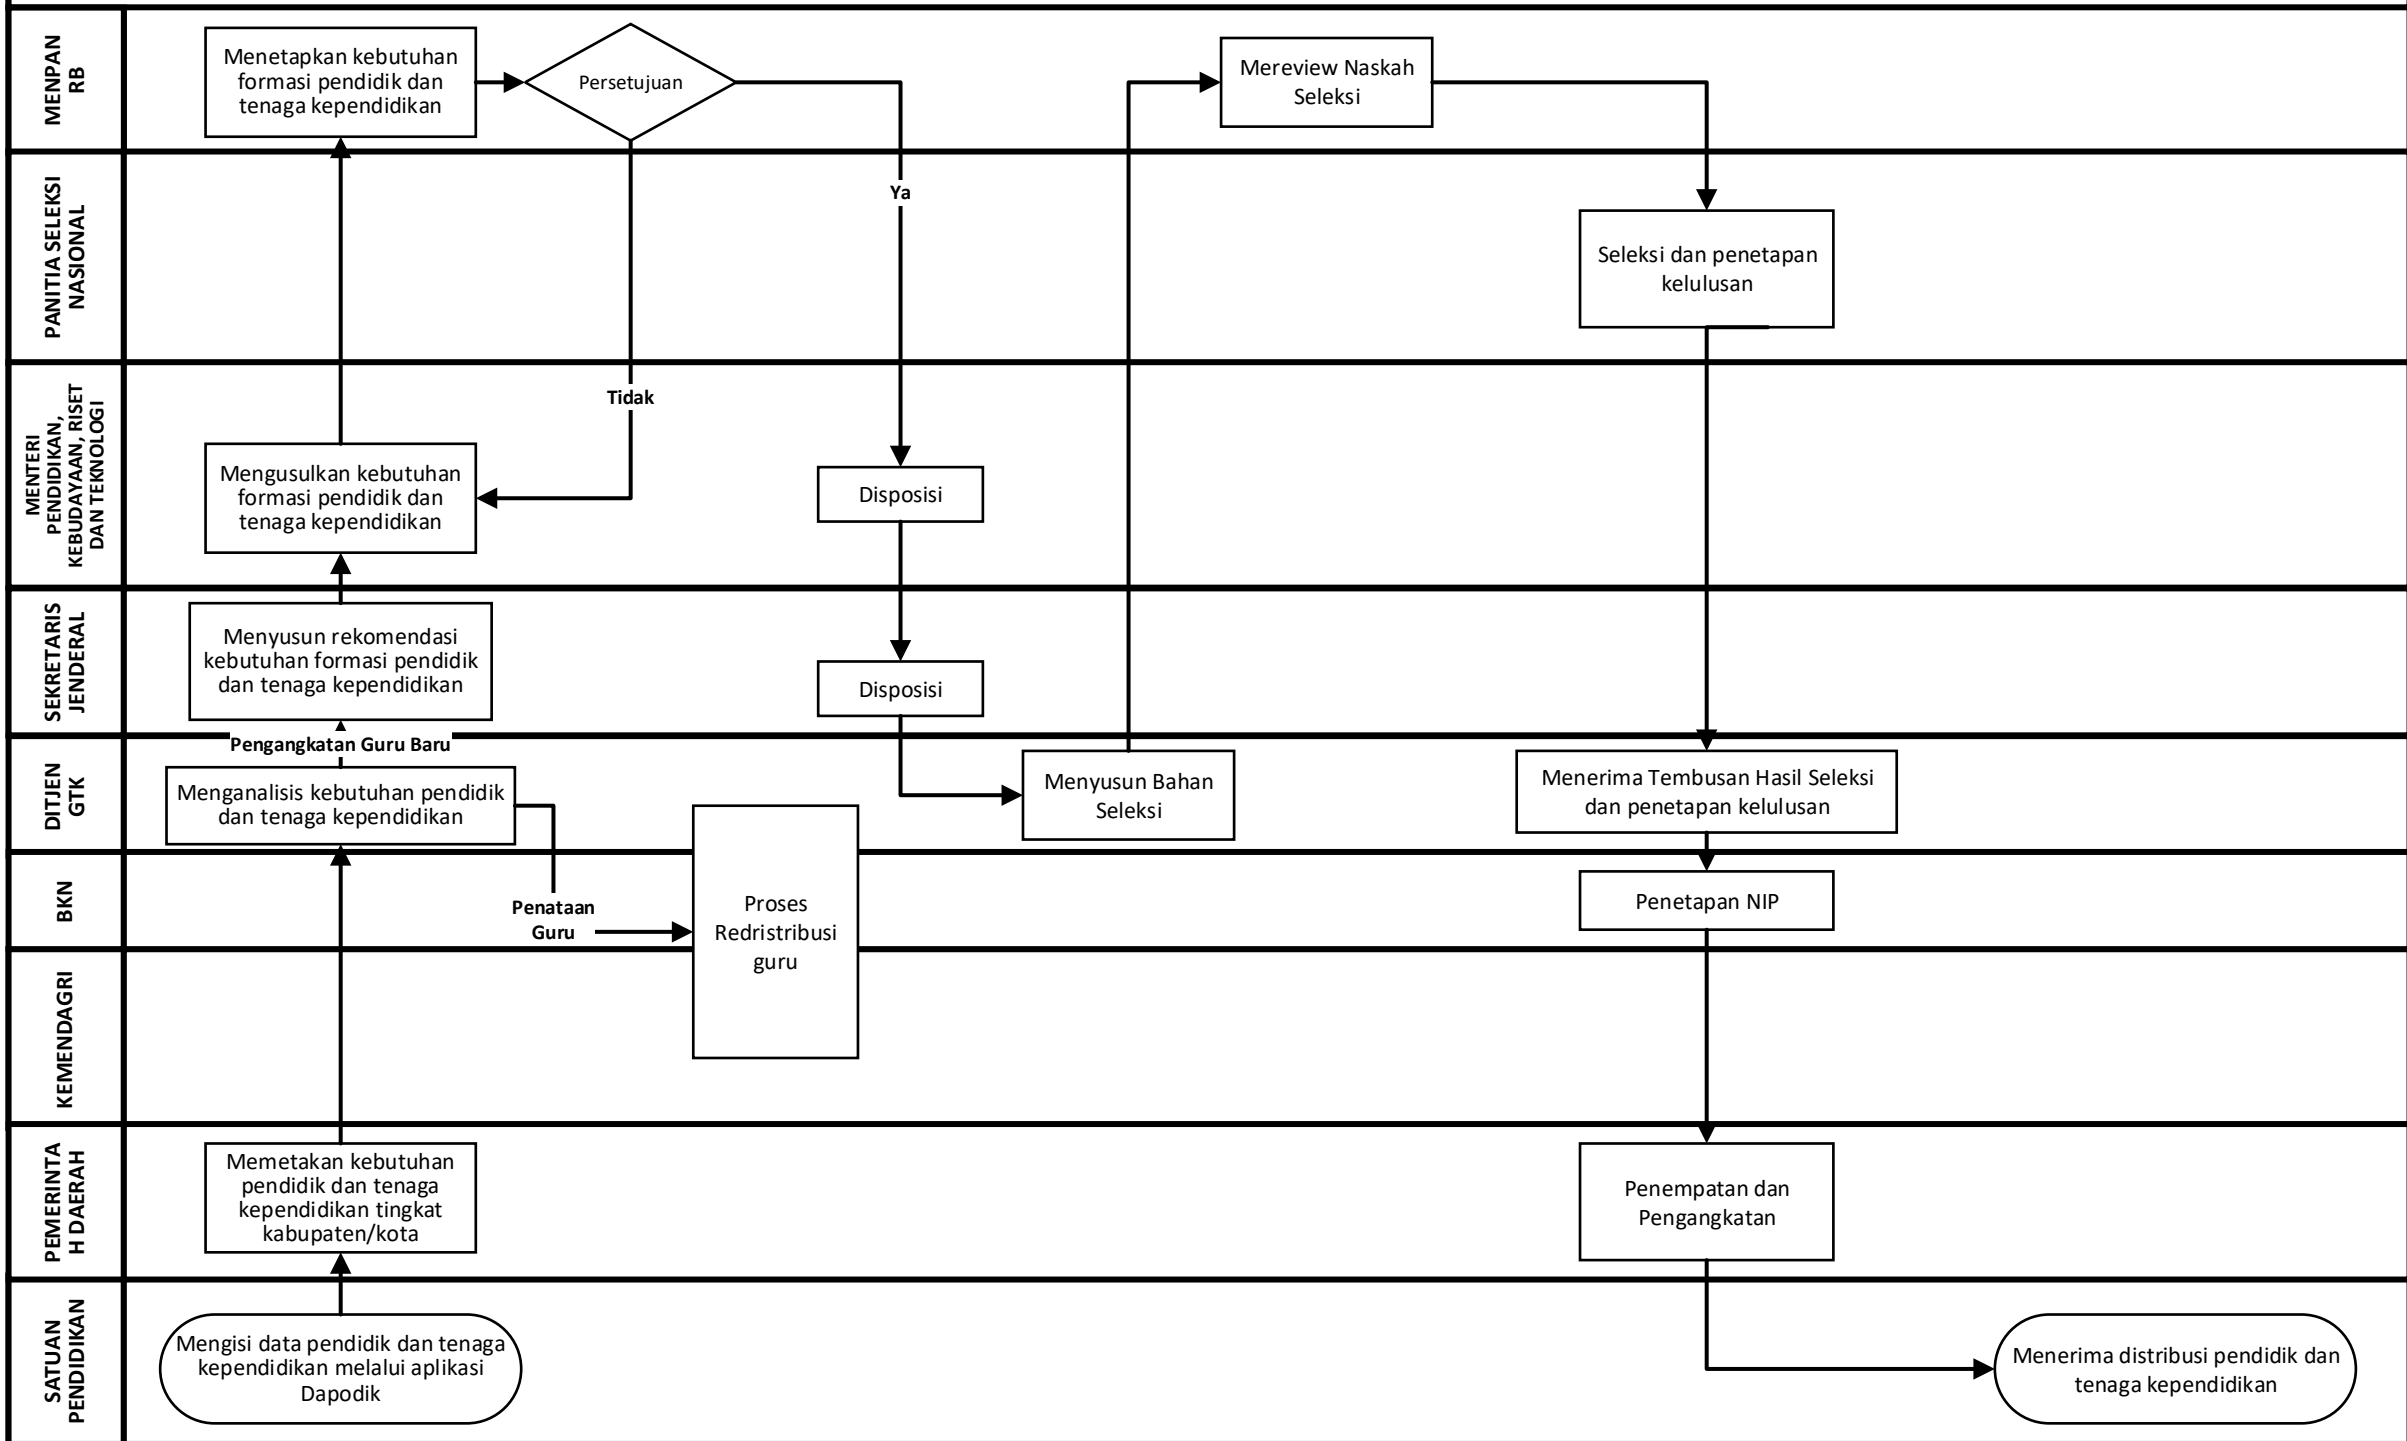 MENPAN
RB
Menetapkan kebutuhan
formasi pendidik dan
tenaga kependidikan
Persetujuan
Mereview Naskah
Seleksi
PANITIA SELEKSI
NASIONAL
Ya
Seleksi dan penetapan
kelulusan
MENTERI
PENDIDIKAN,
KEBUDAYAAN, RISET
DAN TEKNOLOGI
Tidak
Mengusulkan kebutuhan
formasi pendidik dan
tenaga kependidikan
Disposisi
SEKRETARIS
JENDERAL
Menyusun rekomendasi
kebutuhan formasi pendidik
dan tenaga kependidikan
Disposisi
Pengangkatan Guru Baru
DITJEN
GTK
Menganalisis kebutuhan pendidik
dan tenaga kependidikan
Menyusun Bahan
Seleksi
Menerima Tembusan Hasil Seleksi
dan penetapan kelulusan
BKN
Penataan
Guru
Proses
Redristribusi
guru
Penetapan NIP
KEMENDAGRI
PEMERINTA
H DAERAH
Memetakan kebutuhan
pendidik dan tenaga
kependidikan tingkat
kabupaten/kota
Penempatan dan
Pengangkatan
SATUAN
PENDIDIKAN
Mengisi data pendidik dan tenaga
kependidikan melalui aplikasi
Dapodik
Menerima distribusi pendidik dan
tenaga kependidikan